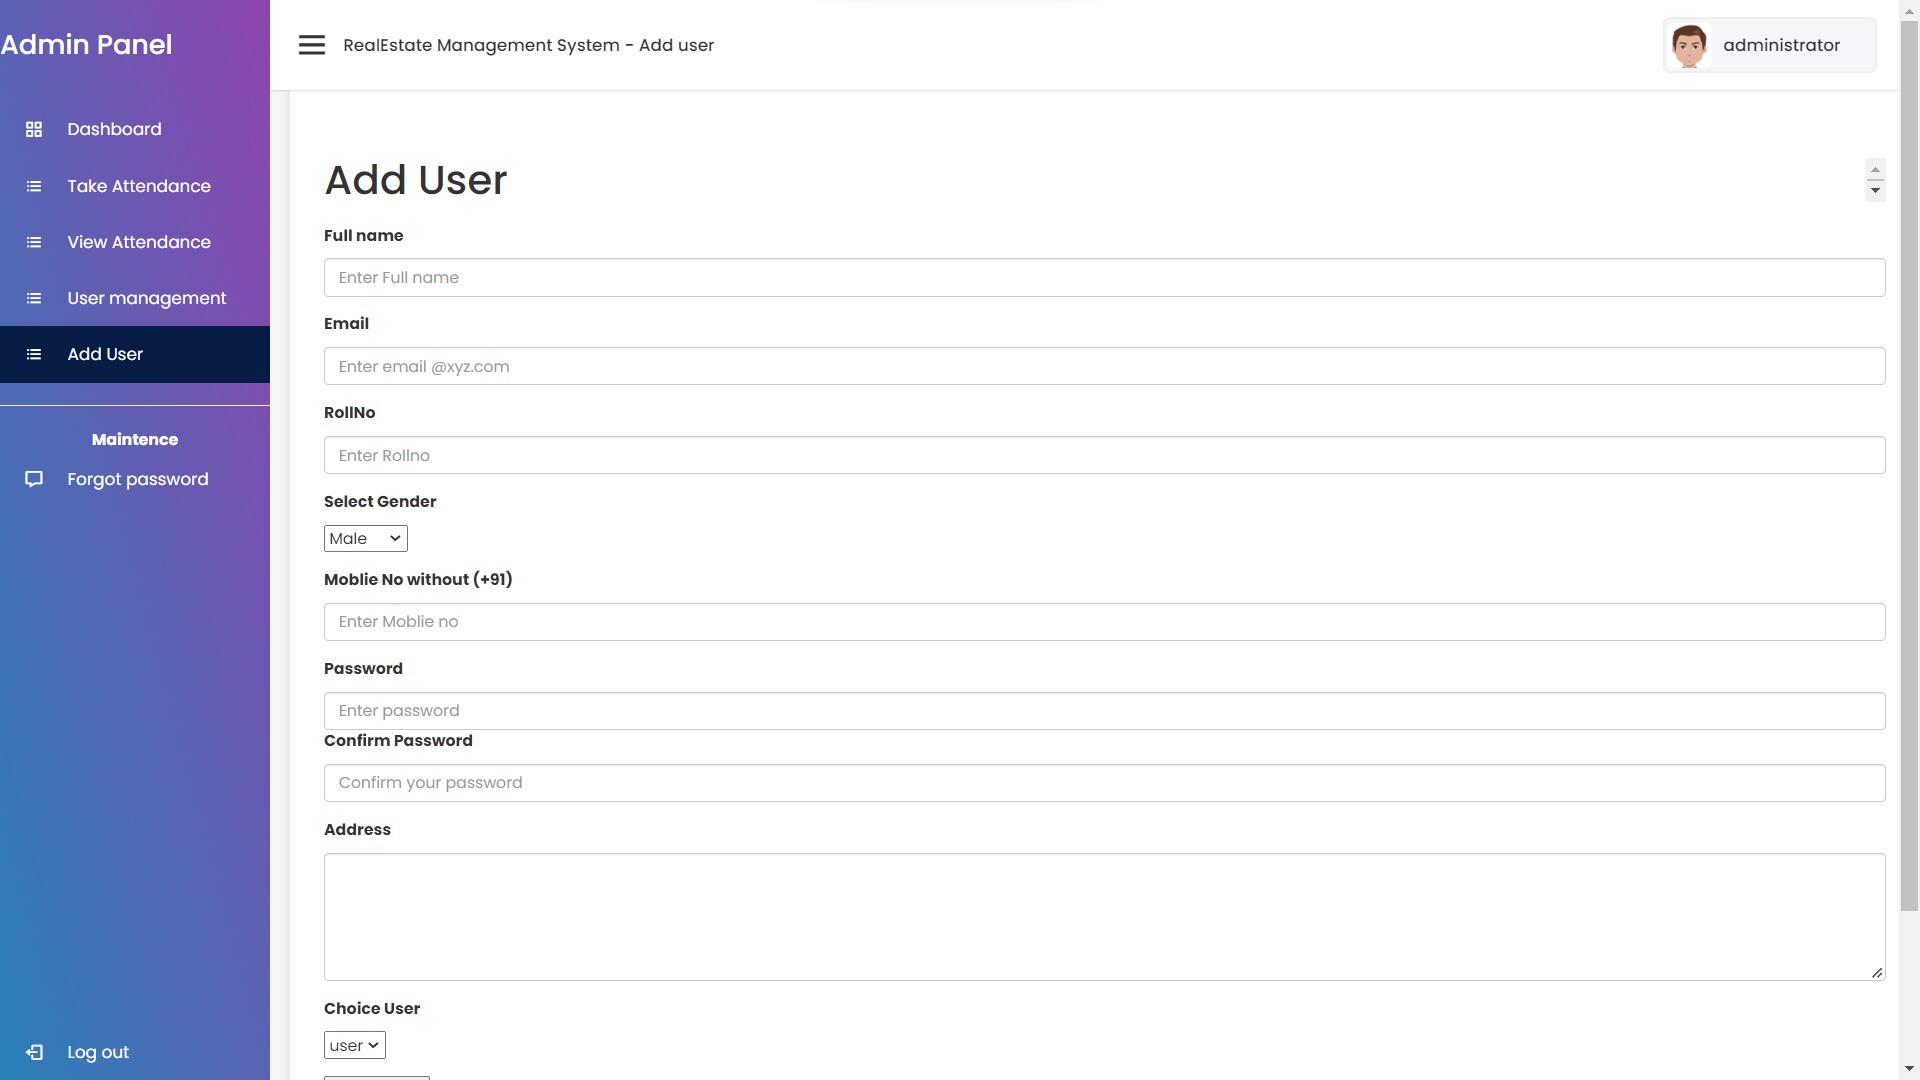 Admin Panel
RealEstate Management System - Add user
administrator
Dashboard
Take Attendance
View Attendance
User management
Add User
Maintence
Forgot password
Log out
Add User
Full name
Enter Full name
Email
Enter email @xyz.com
RollNo
Enter Rollno
Select Gender
Male
Moblie No without (+91)
Enter Moblie no
Password
Enter password
Confirm Password
Confirm your password
Address
Choice User
user